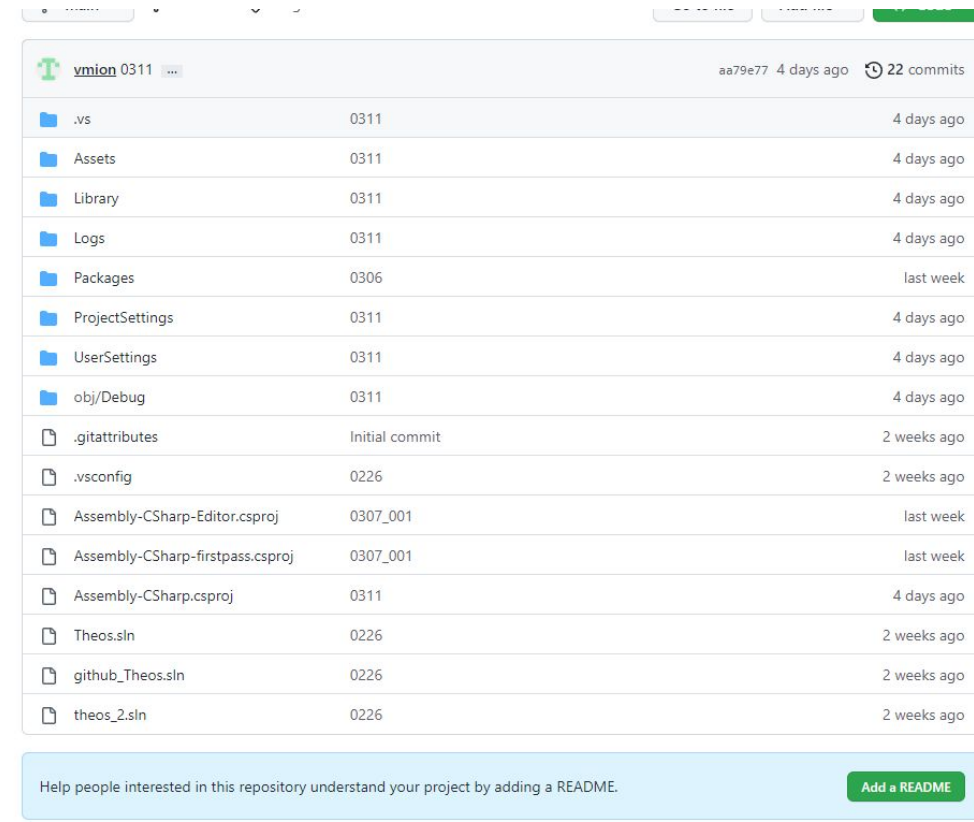 vmion 0311 ... aa79e77 4 days ago 22 commits
.vs 0311 4 days ago
Assets 0311 4 days ago
Library 0311 4 days ago
Logs 0311 4 days ago
Packages 0306 last week
ProjectSettings 0311 4 days ago
UserSettings 0311 4 days ago
obj/Debug 0311 4 days ago
.gitattributes Initial commit 2 weeks ago
.vsconfig 0226 2 weeks ago
Assembly-CSharp-Editor.csproj 0307_001 last week
Assembly-CSharp-firstpass.csproj 0307_001 last week
Assembly-CSharp.csproj 0311 4 days ago
Theos.sln 0226 2 weeks ago
github_Theos.sln 0226 2 weeks ago
theos_2.sln 0226 2 weeks ago
Help people interested in this repository understand your project by adding a README. Add a README